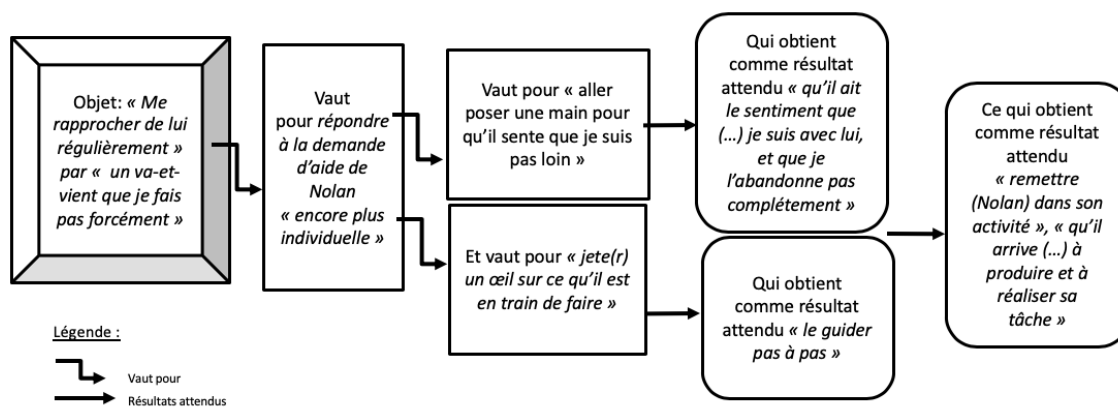 Objet: « Me
rapprocher de lui
régulièrement »
par « un va-et-
vient que je fais
pas forcément »
Vaut
pour répondre
à la demande
d'aide de
Nolan
« encore plus
individuelle »
Vaut pour « aller
poser une main pour
qu'il sente que je suis
pas loin »
Et vaut pour « jete(r)
un œil sur ce qu'il est
en train de faire »
Qui obtient
comme résultat
attendu « qu'il ait
le sentiment que
(…) je suis avec lui,
et que je
l'abandonne pas
complétement »
Qui obtient
comme résultat
attendu « le guider
pas à pas »
Ce qui obtient
comme résultat
attendu
« remettre
(Nolan) dans son
activité », « qu'il
arrive (…) à
produire et à
réaliser sa
tâche »
Légende :
Vaut pour
Résultats attendus